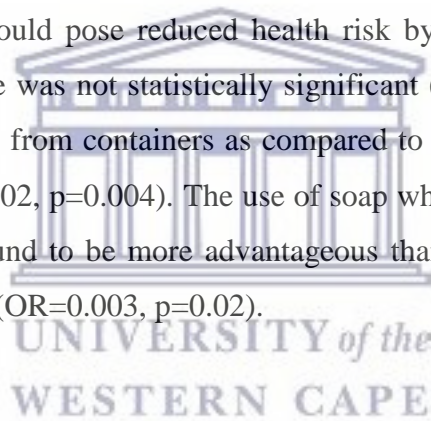 ould pose reduced health risk by
e was not statistically significant
from containers as compared to
02, p=0.004). The use of soap wh
und to be more advantageous tha
(OR=0.003, p=0.02).
UNIVERSITY of the
WESTERN CAPE